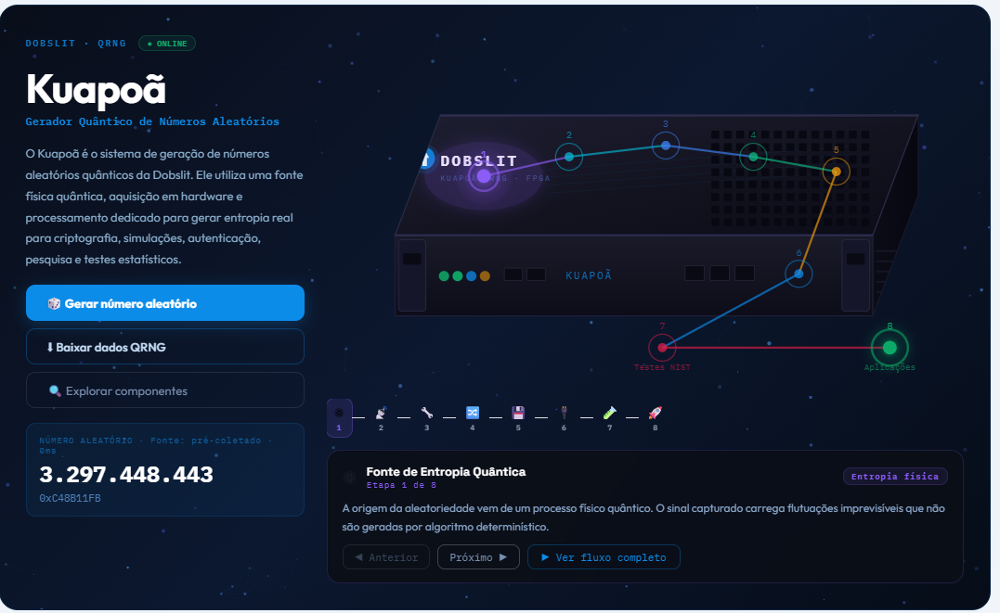 DOBSLIT · QRNG
ONLINE
Kuapoã
Gerador Quântico de Números Aleatórios
O Kuapoã é o sistema de geração de números
aleatórios quânticos da Dobslit. Ele utiliza uma fonte
física quântica, aquisição em hardware e
processamento dedicado para gerar entropia real
para criptografia, simulações, autenticação,
pesquisa e testes estatísticos.
Gerar número aleatório
Baixar dados QRNG
Explorar componentes
NÚMERO ALEATÓRIO · Fonte: pré-coletado ·
0ms
3.297.448.443
0xC48B11FB
1
2
3
4
5
6
7
8
DOBSLIT
· FPGA
KUAPOÃ
Testes NIST
Aplicações
1
2
3
4
5
6
7
8
Fonte de Entropia Quântica
Etapa 1 de 8
Entropia física
A origem da aleatoriedade vem de um processo físico quântico. O sinal capturado carrega flutuações imprevisíveis que não
são geradas por algoritmo determinístico.
◀ Anterior
Próximo ▶
▶ Ver fluxo completo